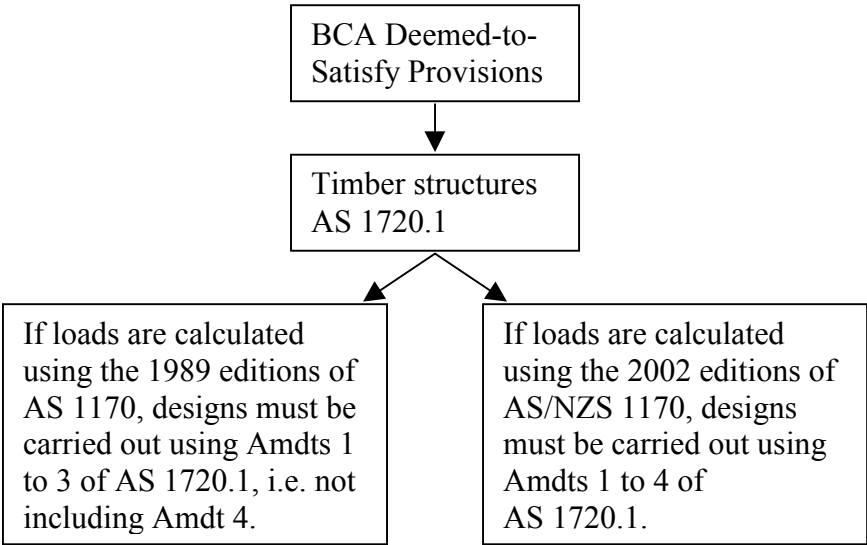 BCA Deemed-to-
Satisfy Provisions
Timber structures
AS 1720.1
If loads are calculated
using the 1989 editions of
AS 1170, designs must be
carried out using Amdts 1
to 3 of AS 1720.1, i.e. not
including Amdt 4.
If loads are calculated
using the 2002 editions of
AS/NZS 1170, designs
must be carried out using
Amdts 1 to 4 of
AS 1720.1.